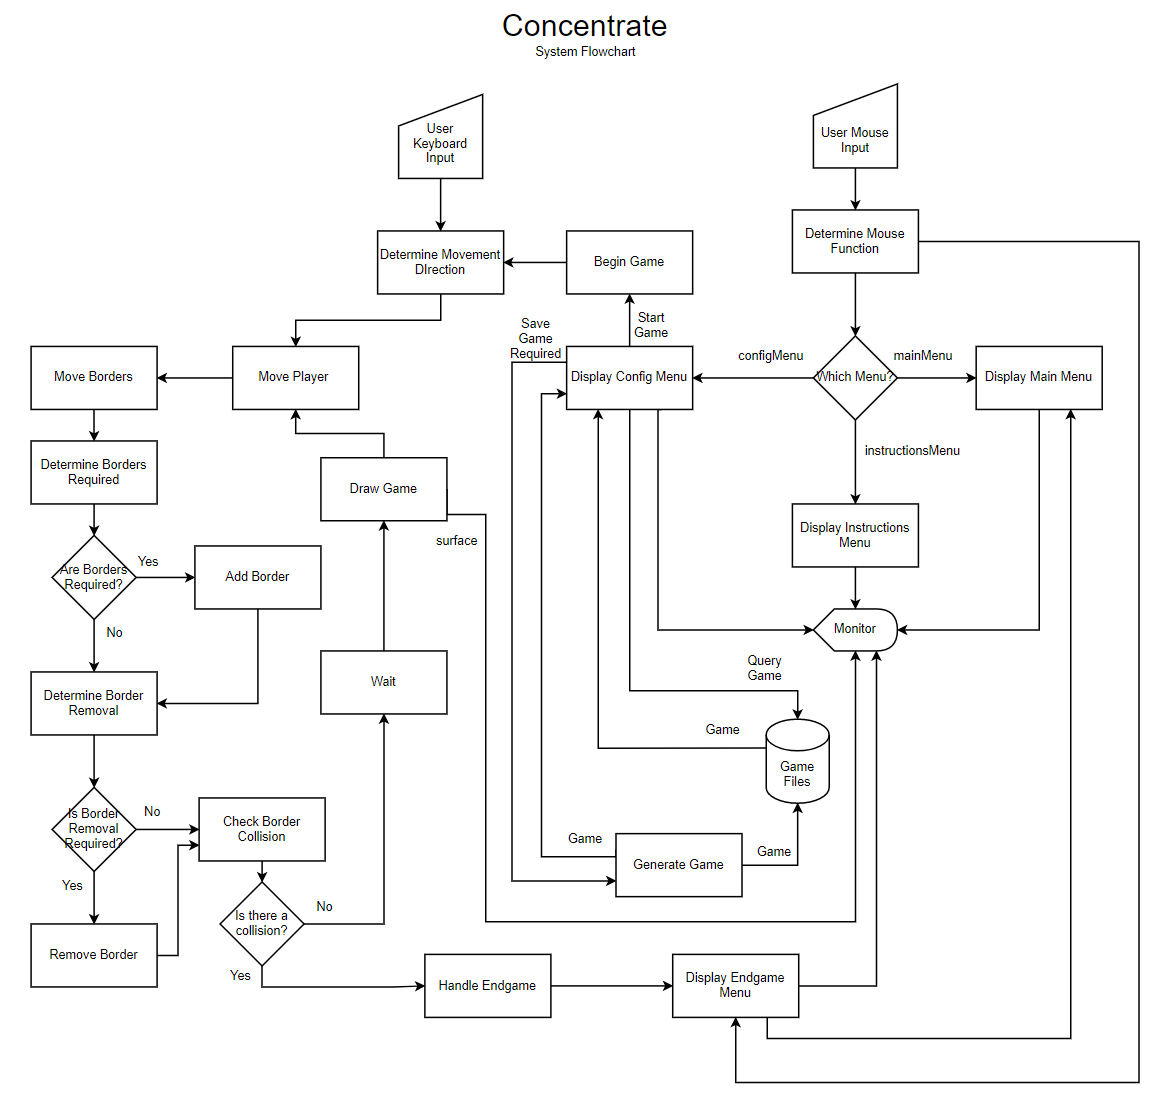 Concentrate
System Flowchart
User
Keyboard
Input
User Mouse
Input
Determine Mouse
Function
Determine Movement
DIrection
Begin Game
Save
Game
Required
Start
Game
configMenu
mainMenu
Move Borders
Move Player
Display Config Menu
Which Menu?
Display Main Menu
instructionsMenu
Determine Borders
Required
Draw Game
surface
Display Instructions
Menu
Are Borders
Required?
Yes
Add Border
No
Monitor
Query
Game
Determine Border
Removal
Wait
Game
Game
Files
Is Border
Removal
Required?
No
Check Border
Collision
Game
Generate Game
Game
Yes
Is there a
collision?
No
Remove Border
Yes
Handle Endgame
Display Endgame
Menu